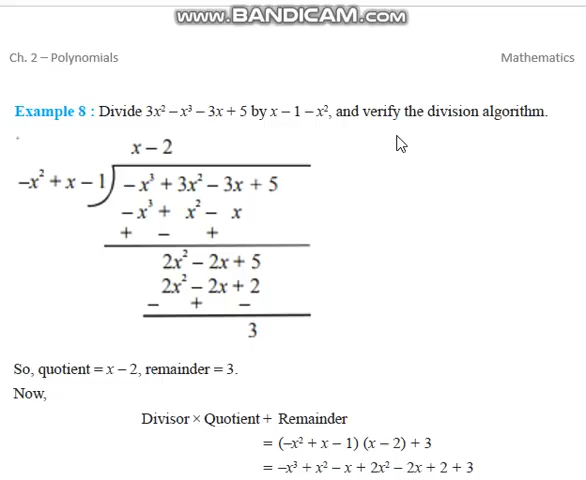 www.BANDICAM.com
Ch. 2 – Polynomials Mathematics
Example 8 : Divide 3x² – x³ – 3x + 5 by x – 1 – x², and verify the division algorithm.
x – 2
–x² + x – 1 ) –x³ + 3x² – 3x + 5
–x³ + x² – x
+ – +
2x² – 2x + 5
2x² – 2x + 2
– + –
3
So, quotient = x – 2, remainder = 3.
Now,
Divisor × Quotient + Remainder
= (–x² + x – 1) (x – 2) + 3
= –x³ + x² – x + 2x² – 2x + 2 + 3